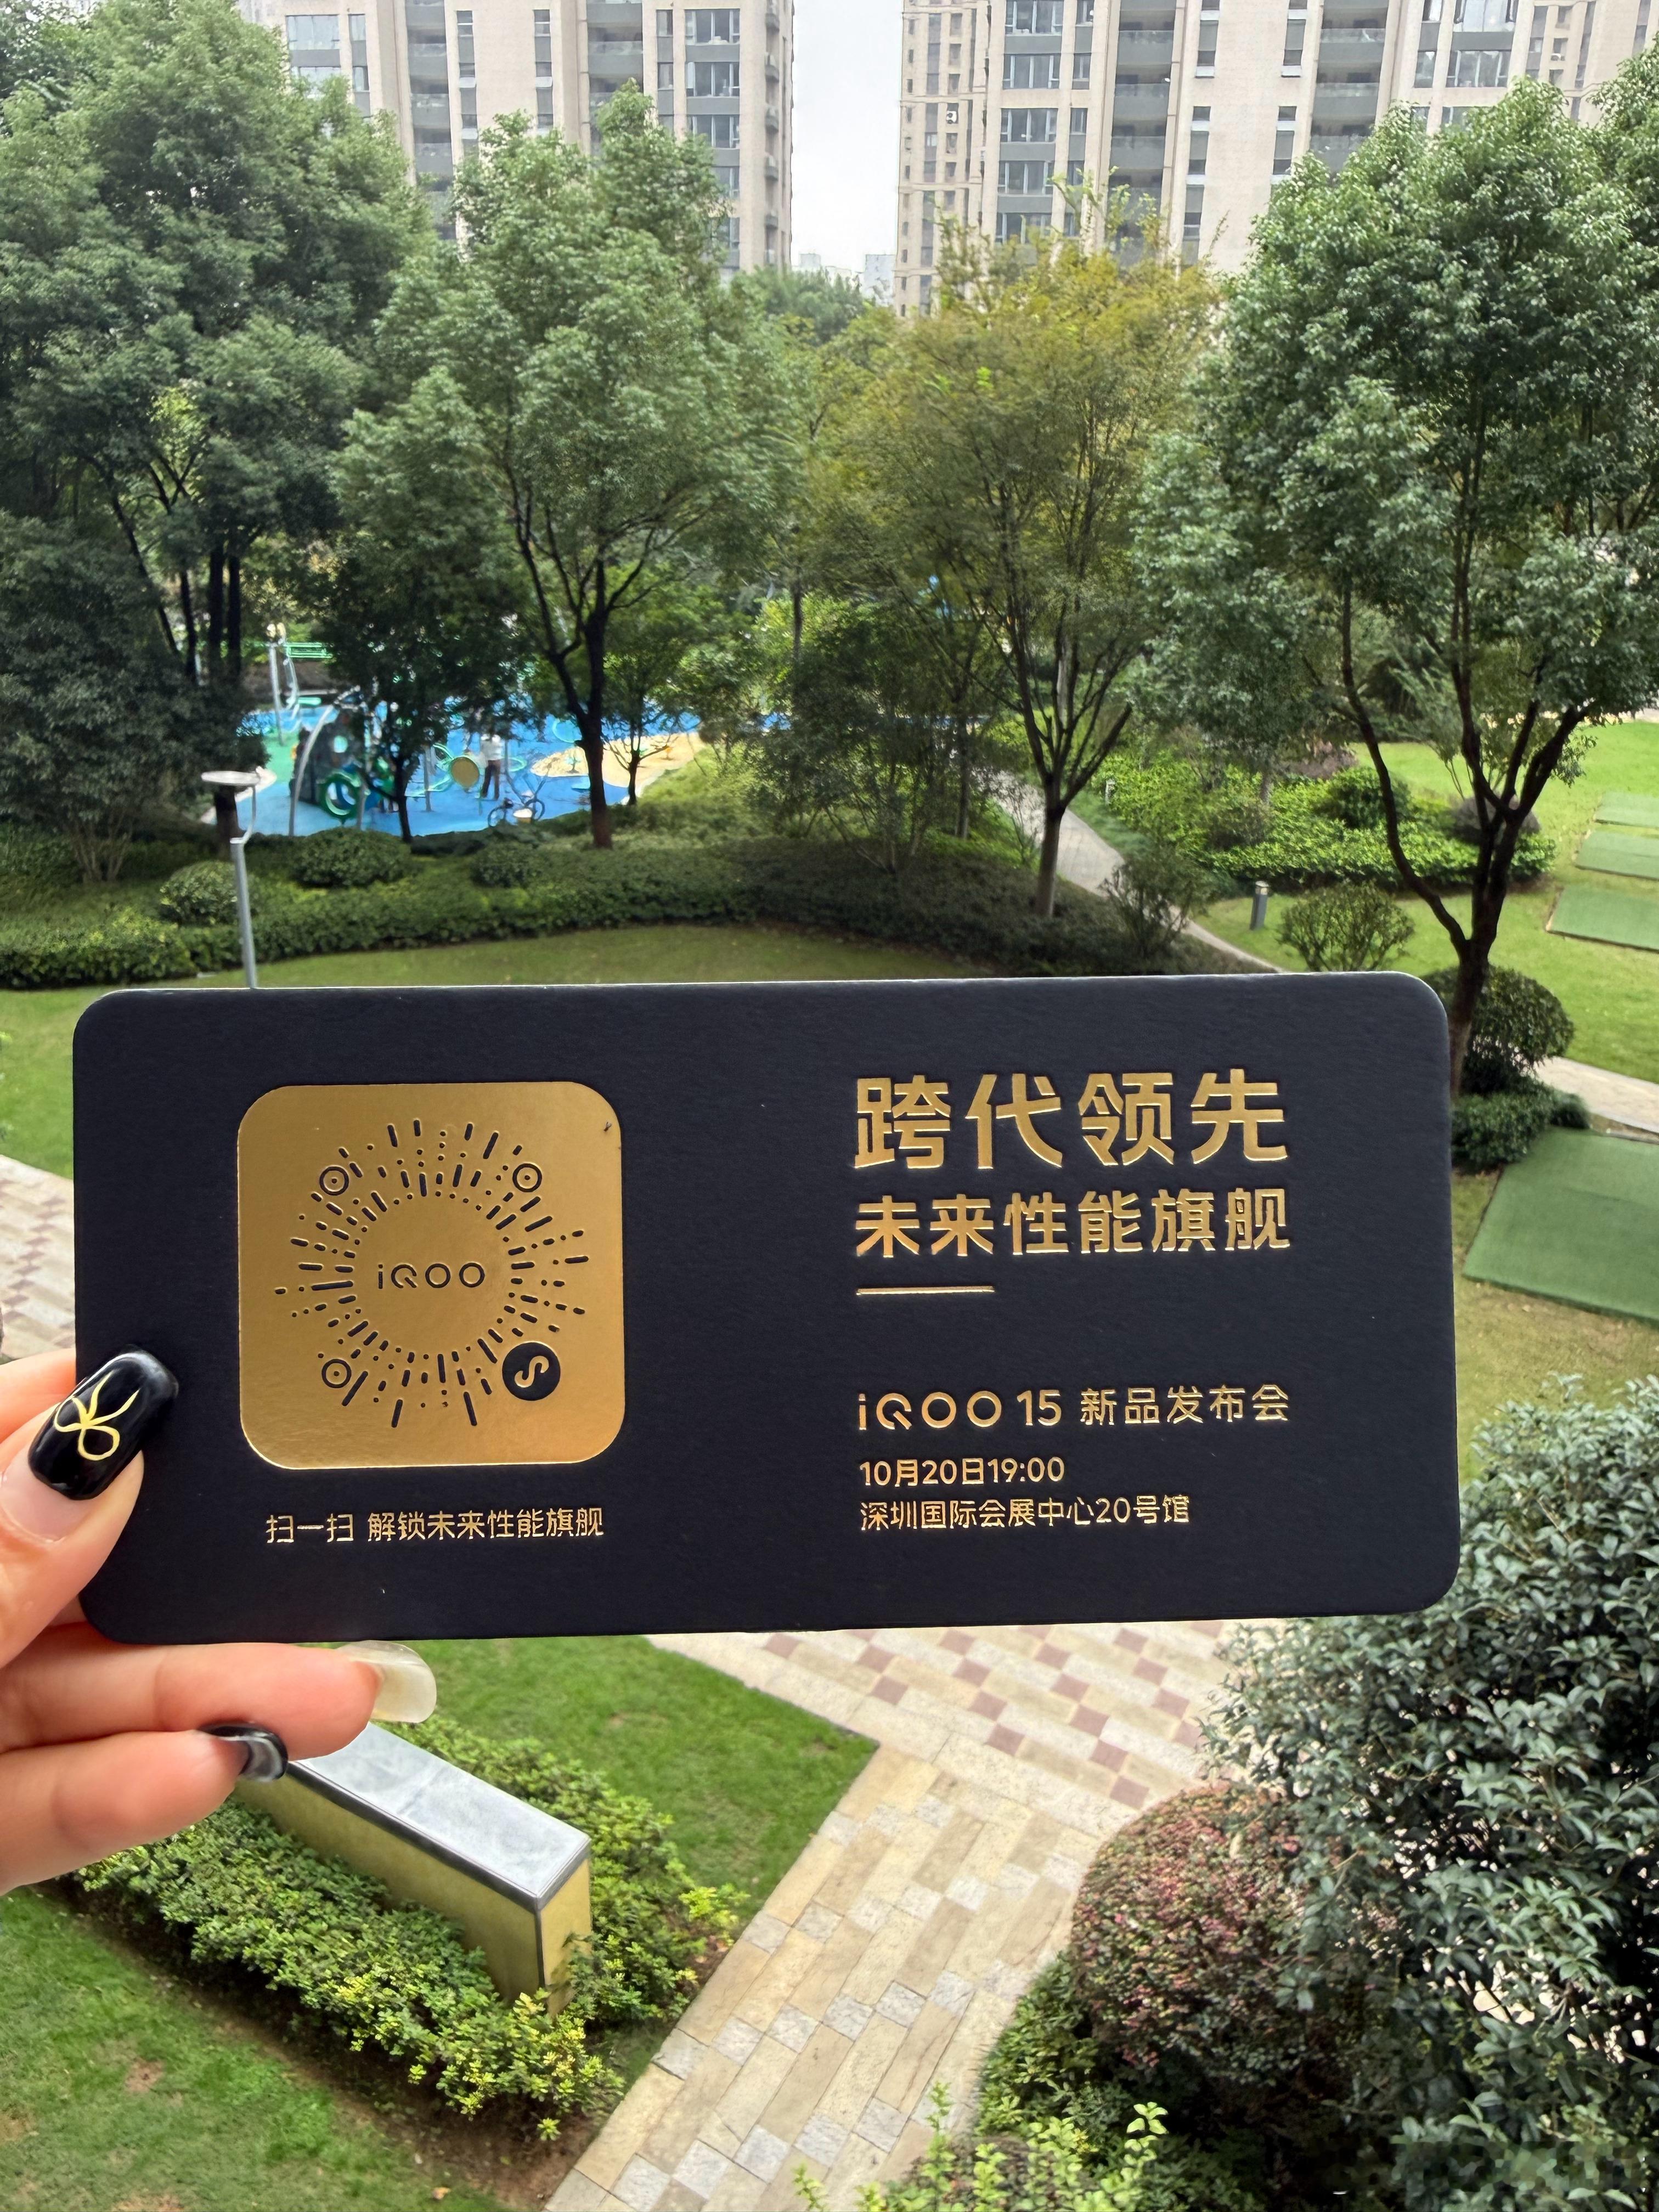 iQOO
扫一扫 解锁未来性能旗舰
跨代领先
未来性能旗舰
iQOO 15 新品发布会
10月20日19:00
深圳国际会展中心20号馆